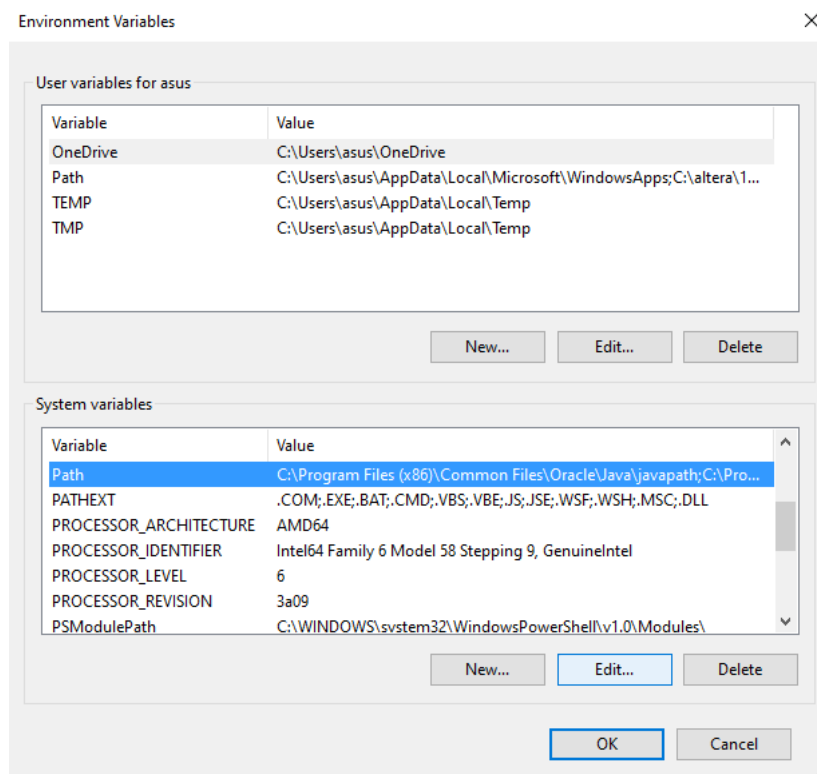 Environment Variables
User variables for asus
Variable Value
OneDrive C:\Users\asus\OneDrive
Path C:\Users\asus\AppData\Local\Microsoft\WindowsApps;C:\altera\1...
TEMP C:\Users\asus\AppData\Local\Temp
TMP C:\Users\asus\AppData\Local\Temp
New... Edit... Delete
System variables
Variable Value
Path C:\Program Files (x86)\Common Files\Oracle\Java\javapath;C:\Pro...
PATHEXT .COM;.EXE;.BAT;.CMD;.VBS;.VBE;.JS;.JSE;.WSF;.WSH;.MSC;.DLL
PROCESSOR_ARCHITECTURE AMD64
PROCESSOR_IDENTIFIER Intel64 Family 6 Model 58 Stepping 9, GenuineIntel
PROCESSOR_LEVEL 6
PROCESSOR_REVISION 3a09
PSModulePath C:\WINDOWS\system32\WindowsPowerShell\v1.0\Modules\
New... Edit... Delete
OK Cancel